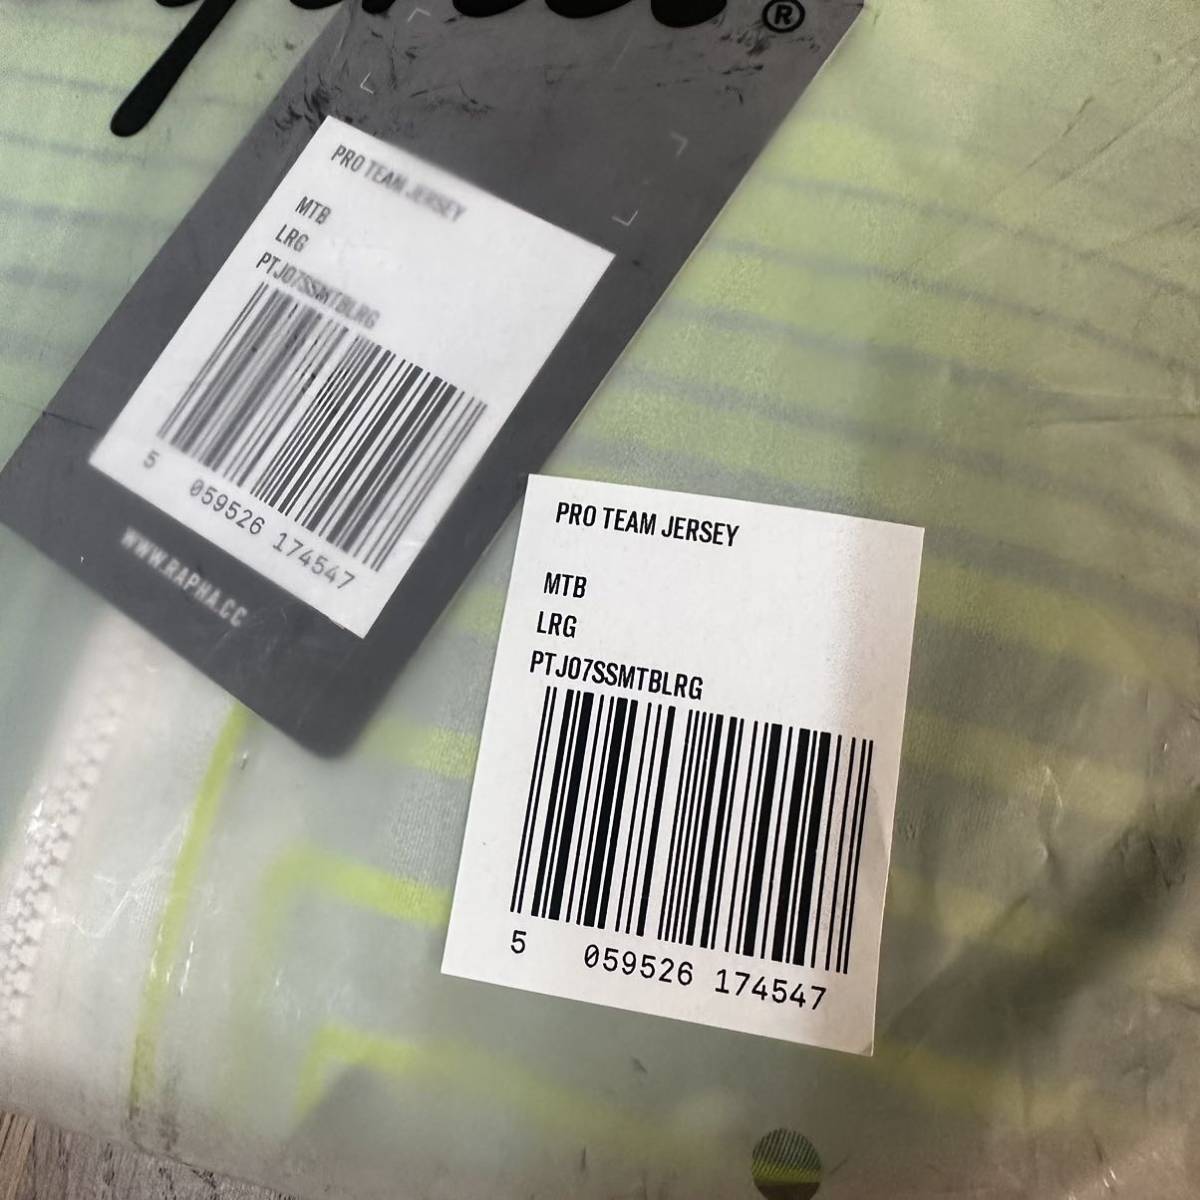 ®
PRO TEAM JERSEY
MTB
LRG
PTJ07SSMTBLRG
5 059526 174547
WWW.RAPHA.CC
PRO TEAM JERSEY
MTB
LRG
PTJ07SSMTBLRG
5 059526 174547